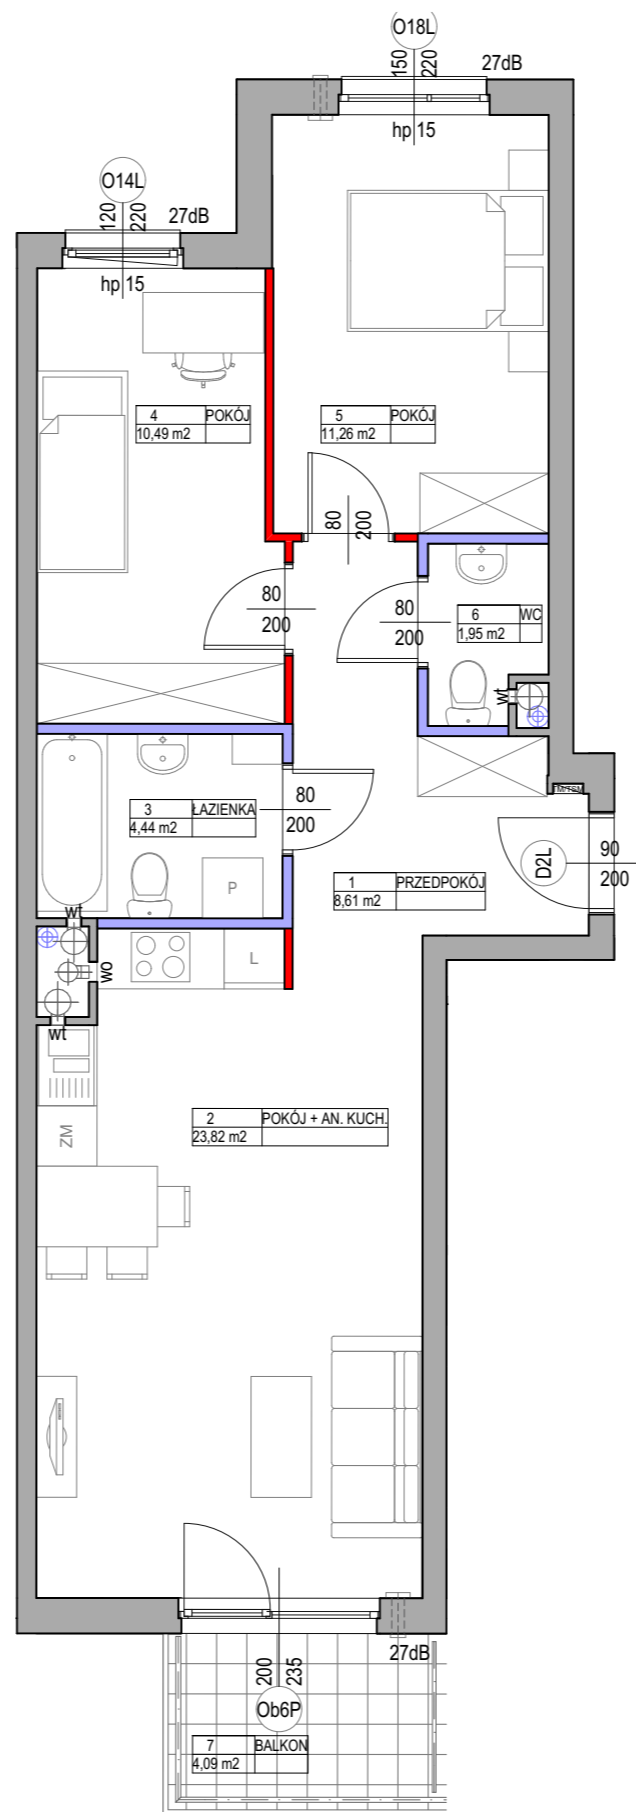 O18L
150
220
27dB
hp 15
O14L
120
220
27dB
hp 15
4 POKÓJ
10,49 m2
5 POKÓJ
11,26 m2
80
200
80
200
80
200
6 WC
1,95 m2
wt
3 ŁAZIENKA
4,44 m2
80
200
P
TM/TSM
D2L
90
200
1 PRZEDPOKÓJ
8,61 m2
wt
wo
L
wt
ZM
2 POKÓJ + AN. KUCH.
23,82 m2
27dB
200
235
Ob6P
7 BALKON
4,09 m2